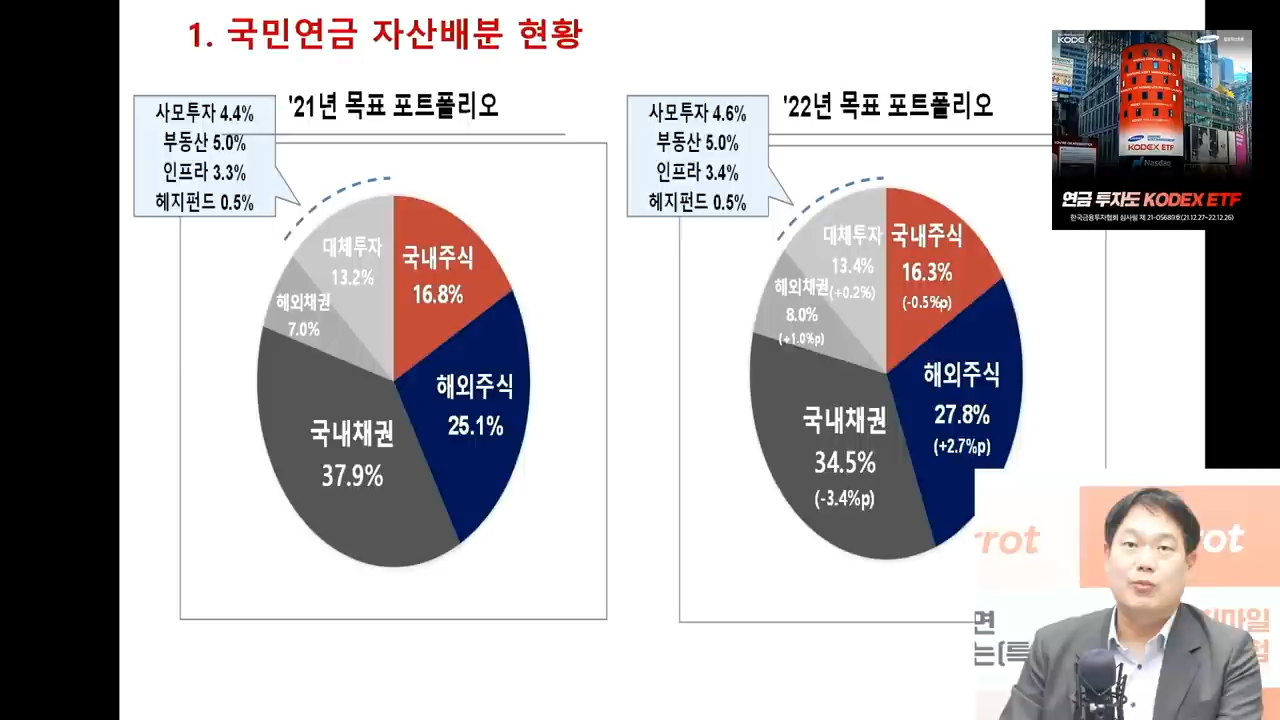 1. 국민연금 자산배분 현황
'21년 목표 포트폴리오
사모투자 4.4%
부동산 5.0%
인프라 3.3%
헤지펀드 0.5%
대체투자
13.2%
국내주식
16.8%
해외채권
7.0%
해외주식
25.1%
국내채권
37.9%
'22년 목표 포트폴리오
사모투자 4.6%
부동산 5.0%
인프라 3.4%
헤지펀드 0.5%
대체투자
13.4%
(+0.2%)
국내주식
16.3%
(-0.5%p)
해외채권
8.0%
(+1.0%p)
해외주식
27.8%
(+2.7%p)
국내채권
34.5%
(-3.4%p)
KODEX ETF
Nasdaq
연금 투자도 KODEX ETF
한국금융투자협회 심사필 제 21-05689호(21.12.27~22.12.26)
rrot
rot
면
마일
는(특